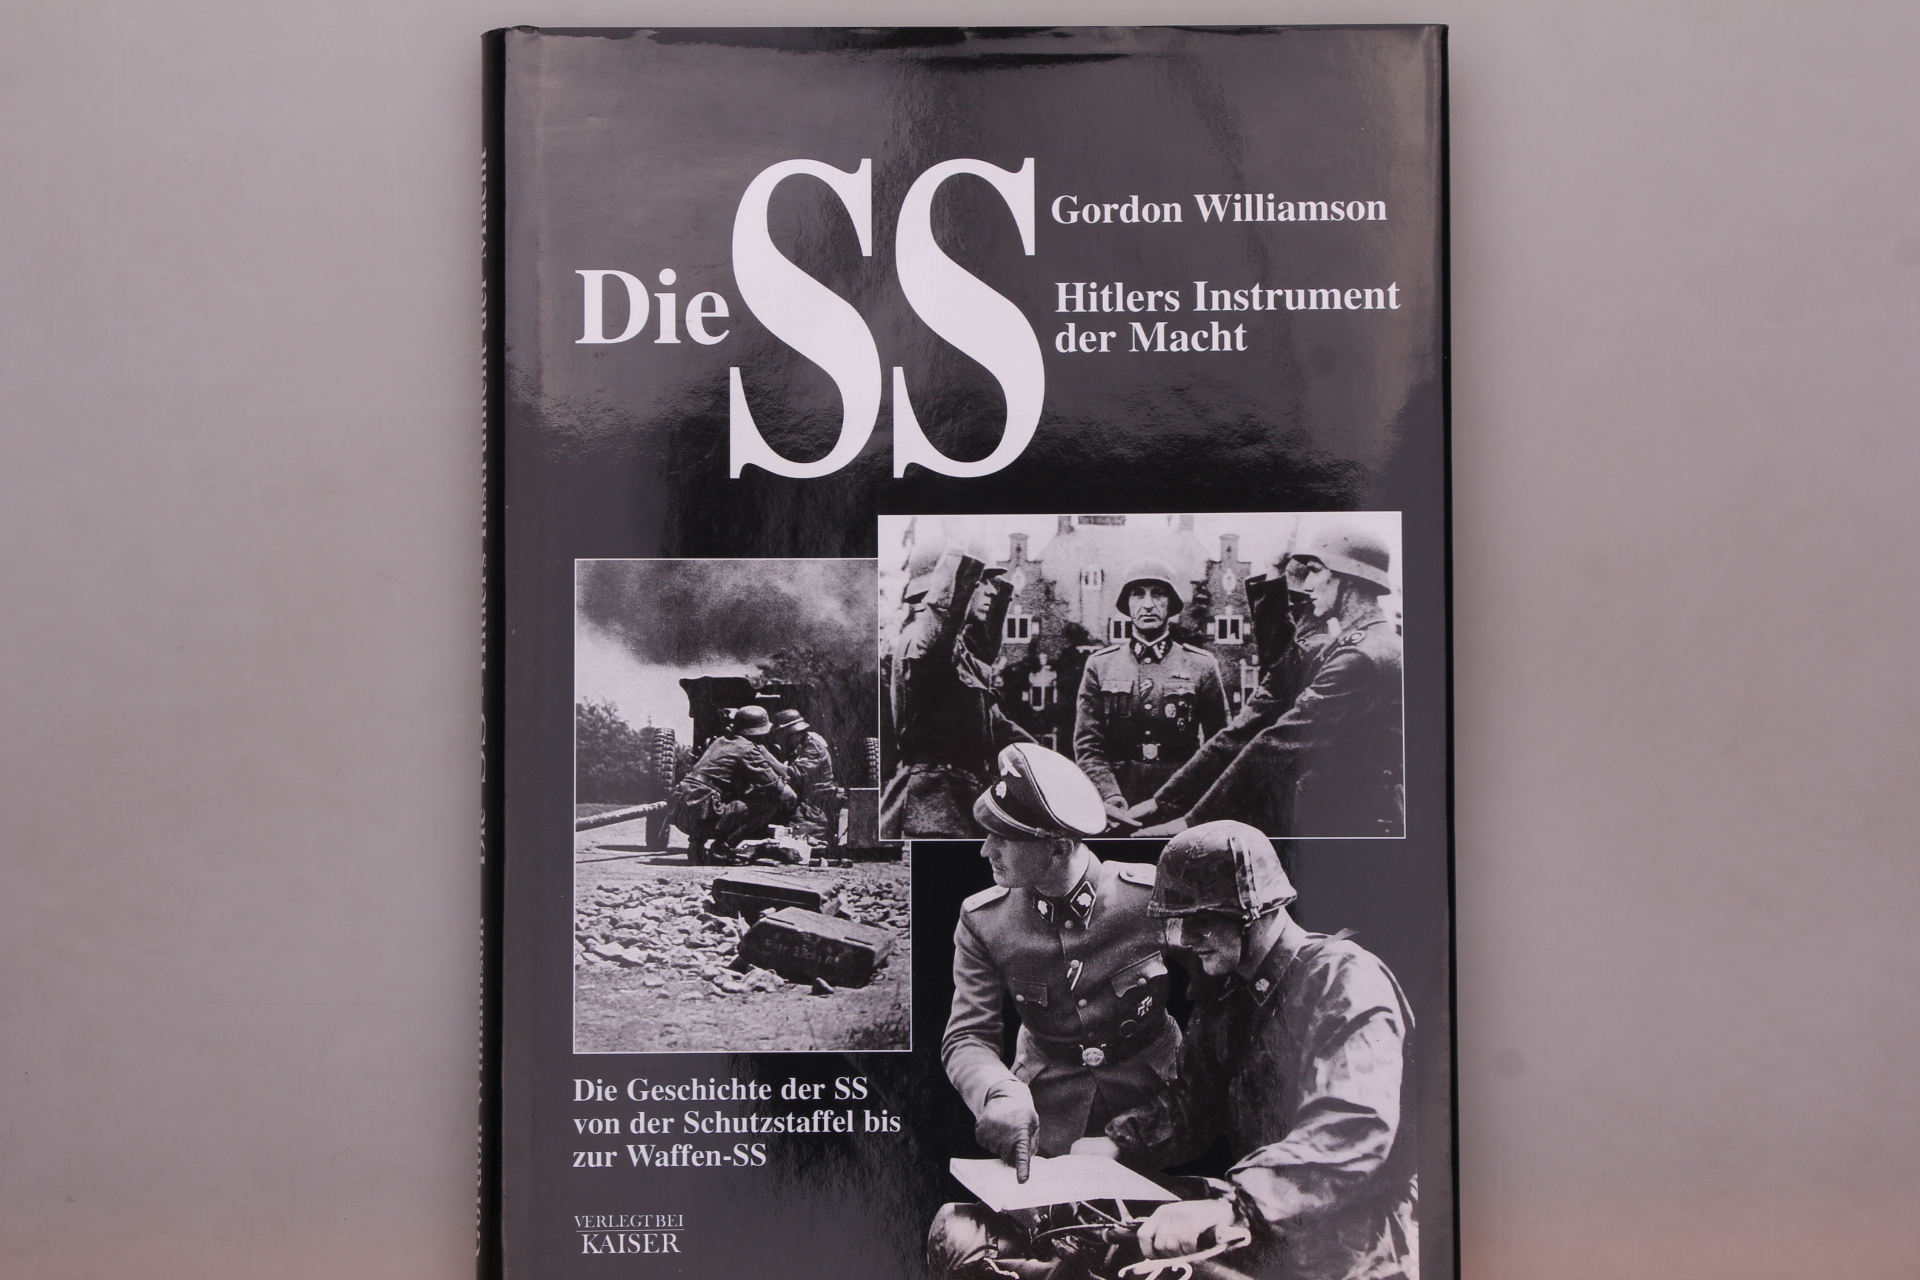 Die SS
Gordon Williamson
Hitlers Instrument
der Macht
Die Geschichte der SS
von der Schutzstaffel bis
zur Waffen-SS
VERLEGT BEI
KAISER